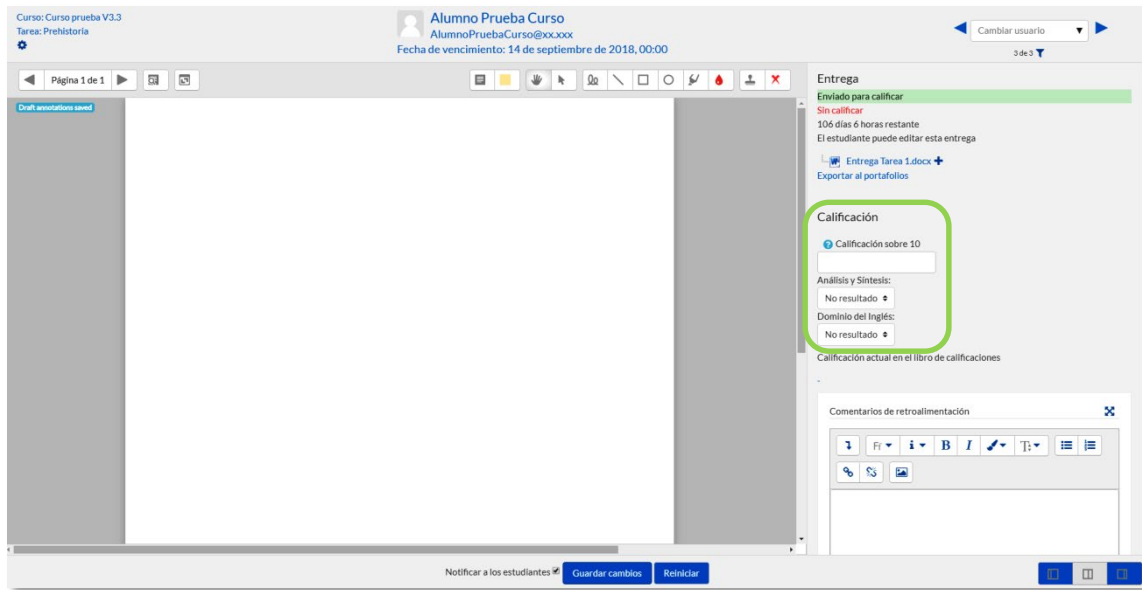 Curso: Curso prueba V3.3
Tarea: Prehistoria
Alumno Prueba Curso
AlumnoPruebaCurso@xx.xxx
Fecha de vencimiento: 14 de septiembre de 2018, 00:00
Cambiar usuario
3 de 3
Página 1 de 1
Draft annotations saved
Entrega
Enviado para calificar
Sin calificar
106 días 6 horas restante
El estudiante puede editar esta entrega
Entrega Tarea 1.docx
Exportar al portafolios
Calificación
Calificación sobre 10
Análisis y Síntesis:
No resultado
Dominio del Inglés:
No resultado
Calificación actual en el libro de calificaciones
-
Comentarios de retroalimentación
Notificar a los estudiantes
Guardar cambios
Reiniciar